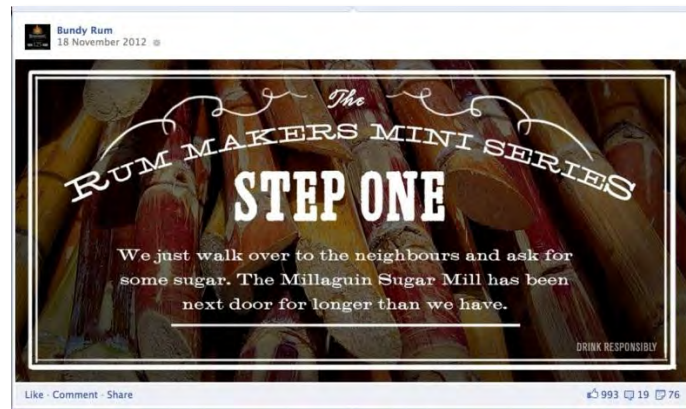 Bundy Rum
18 November 2012
The
RUM MAKERS MINI SERIES
STEP ONE
We just walk over to the neighbours and ask for
some sugar. The Millaguin Sugar Mill has been
next door for longer than we have.
DRINK RESPONSIBLY
Like · Comment · Share
993 19 76